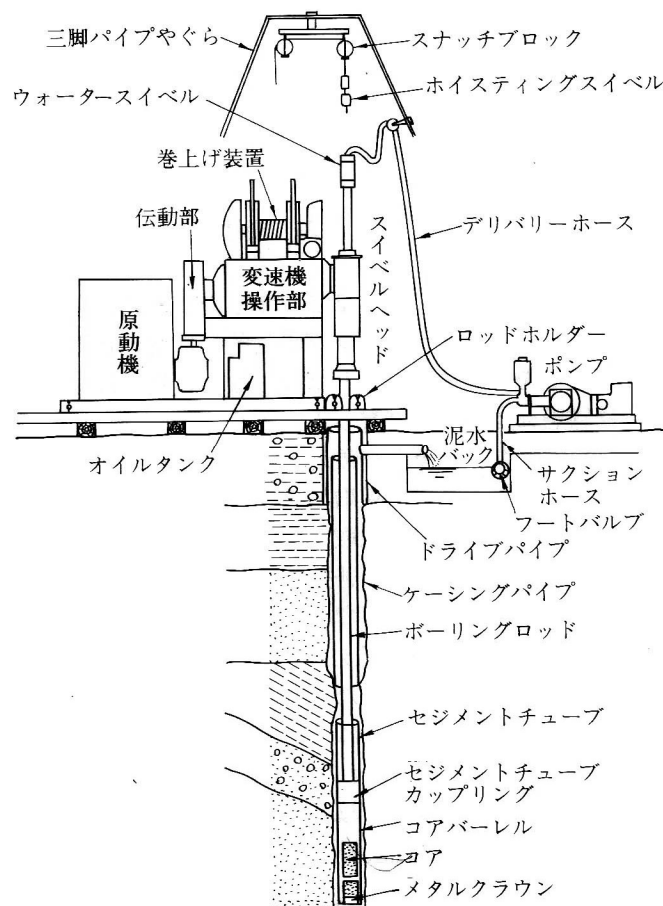 三脚パイプやぐら
スナッチブロック
ホイスティングスイベル
ウォータースイベル
巻上げ装置
伝動部
スイベルヘッド
デリバリーホース
変速機
操作部
原動機
ロッドホルダー
ポンプ
オイルタンク
泥水
バック
サクション
ホース
フートバルブ
ドライブパイプ
ケーシングパイプ
ボーリングロッド
セジメントチューブ
セジメントチューブ
カップリング
コアバーレル
コア
メタルクラウン